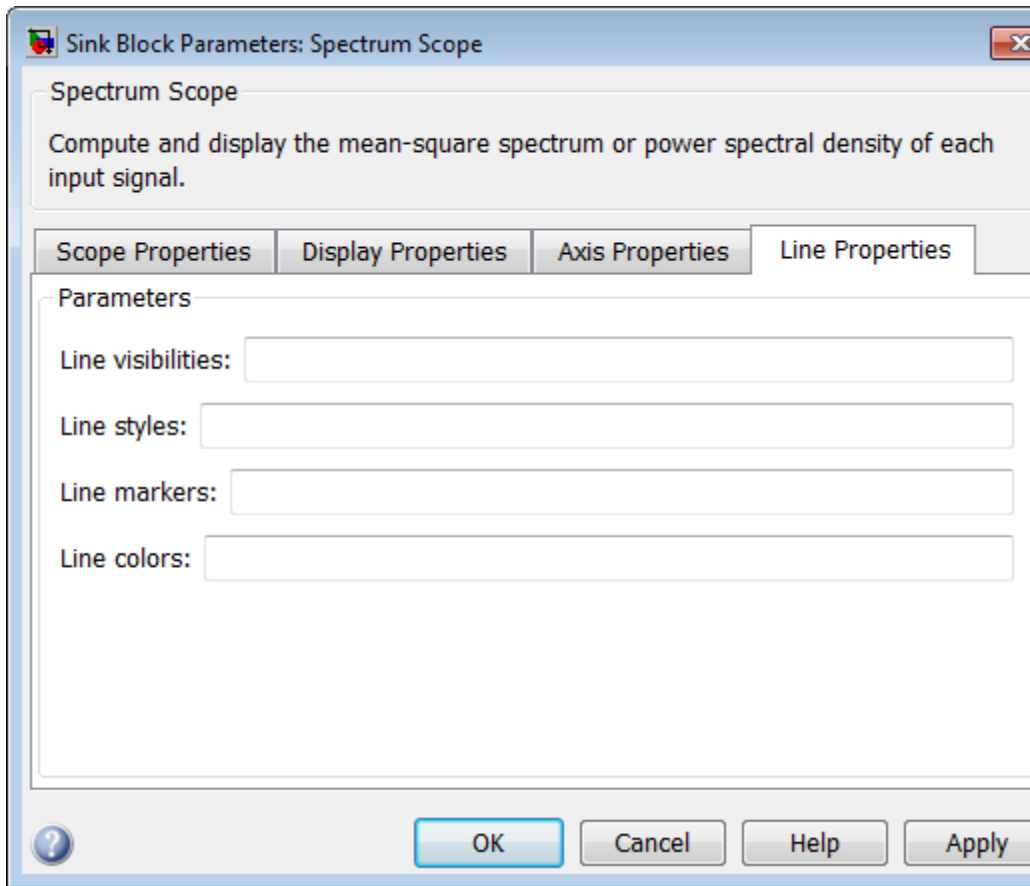 Sink Block Parameters: Spectrum Scope
Spectrum Scope
Compute and display the mean-square spectrum or power spectral density of each
input signal.
Scope Properties Display Properties Axis Properties Line Properties
Parameters
Line visibilities:
Line styles:
Line markers:
Line colors:
? OK Cancel Help Apply